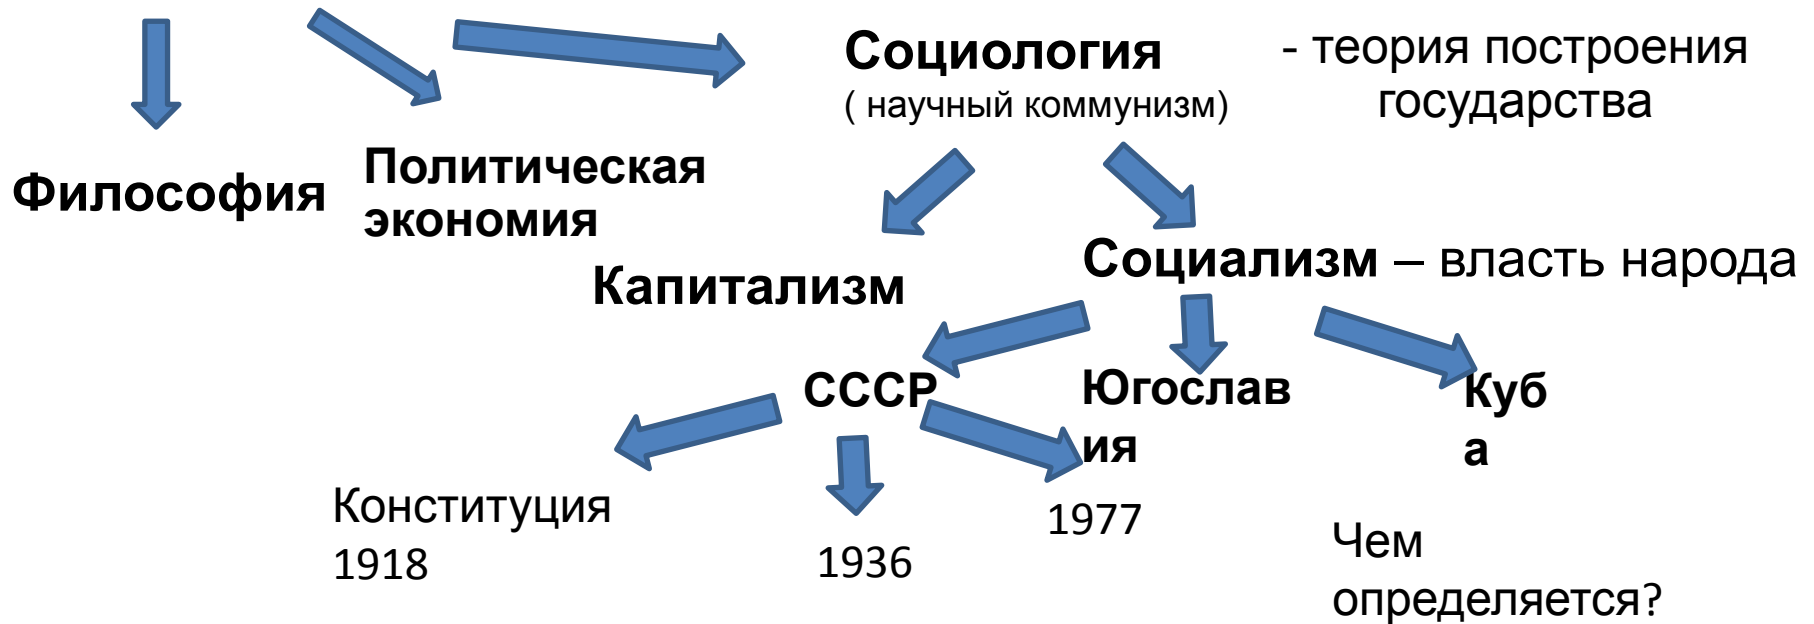 Социология
( научный коммунизм)
- теория построения
государства
Философия
Политическая
экономия
Капитализм
Социализм – власть народа
СССР
Югослав
ия
Куб
а
Конституция
1918
1936
1977
Чем
определяется?